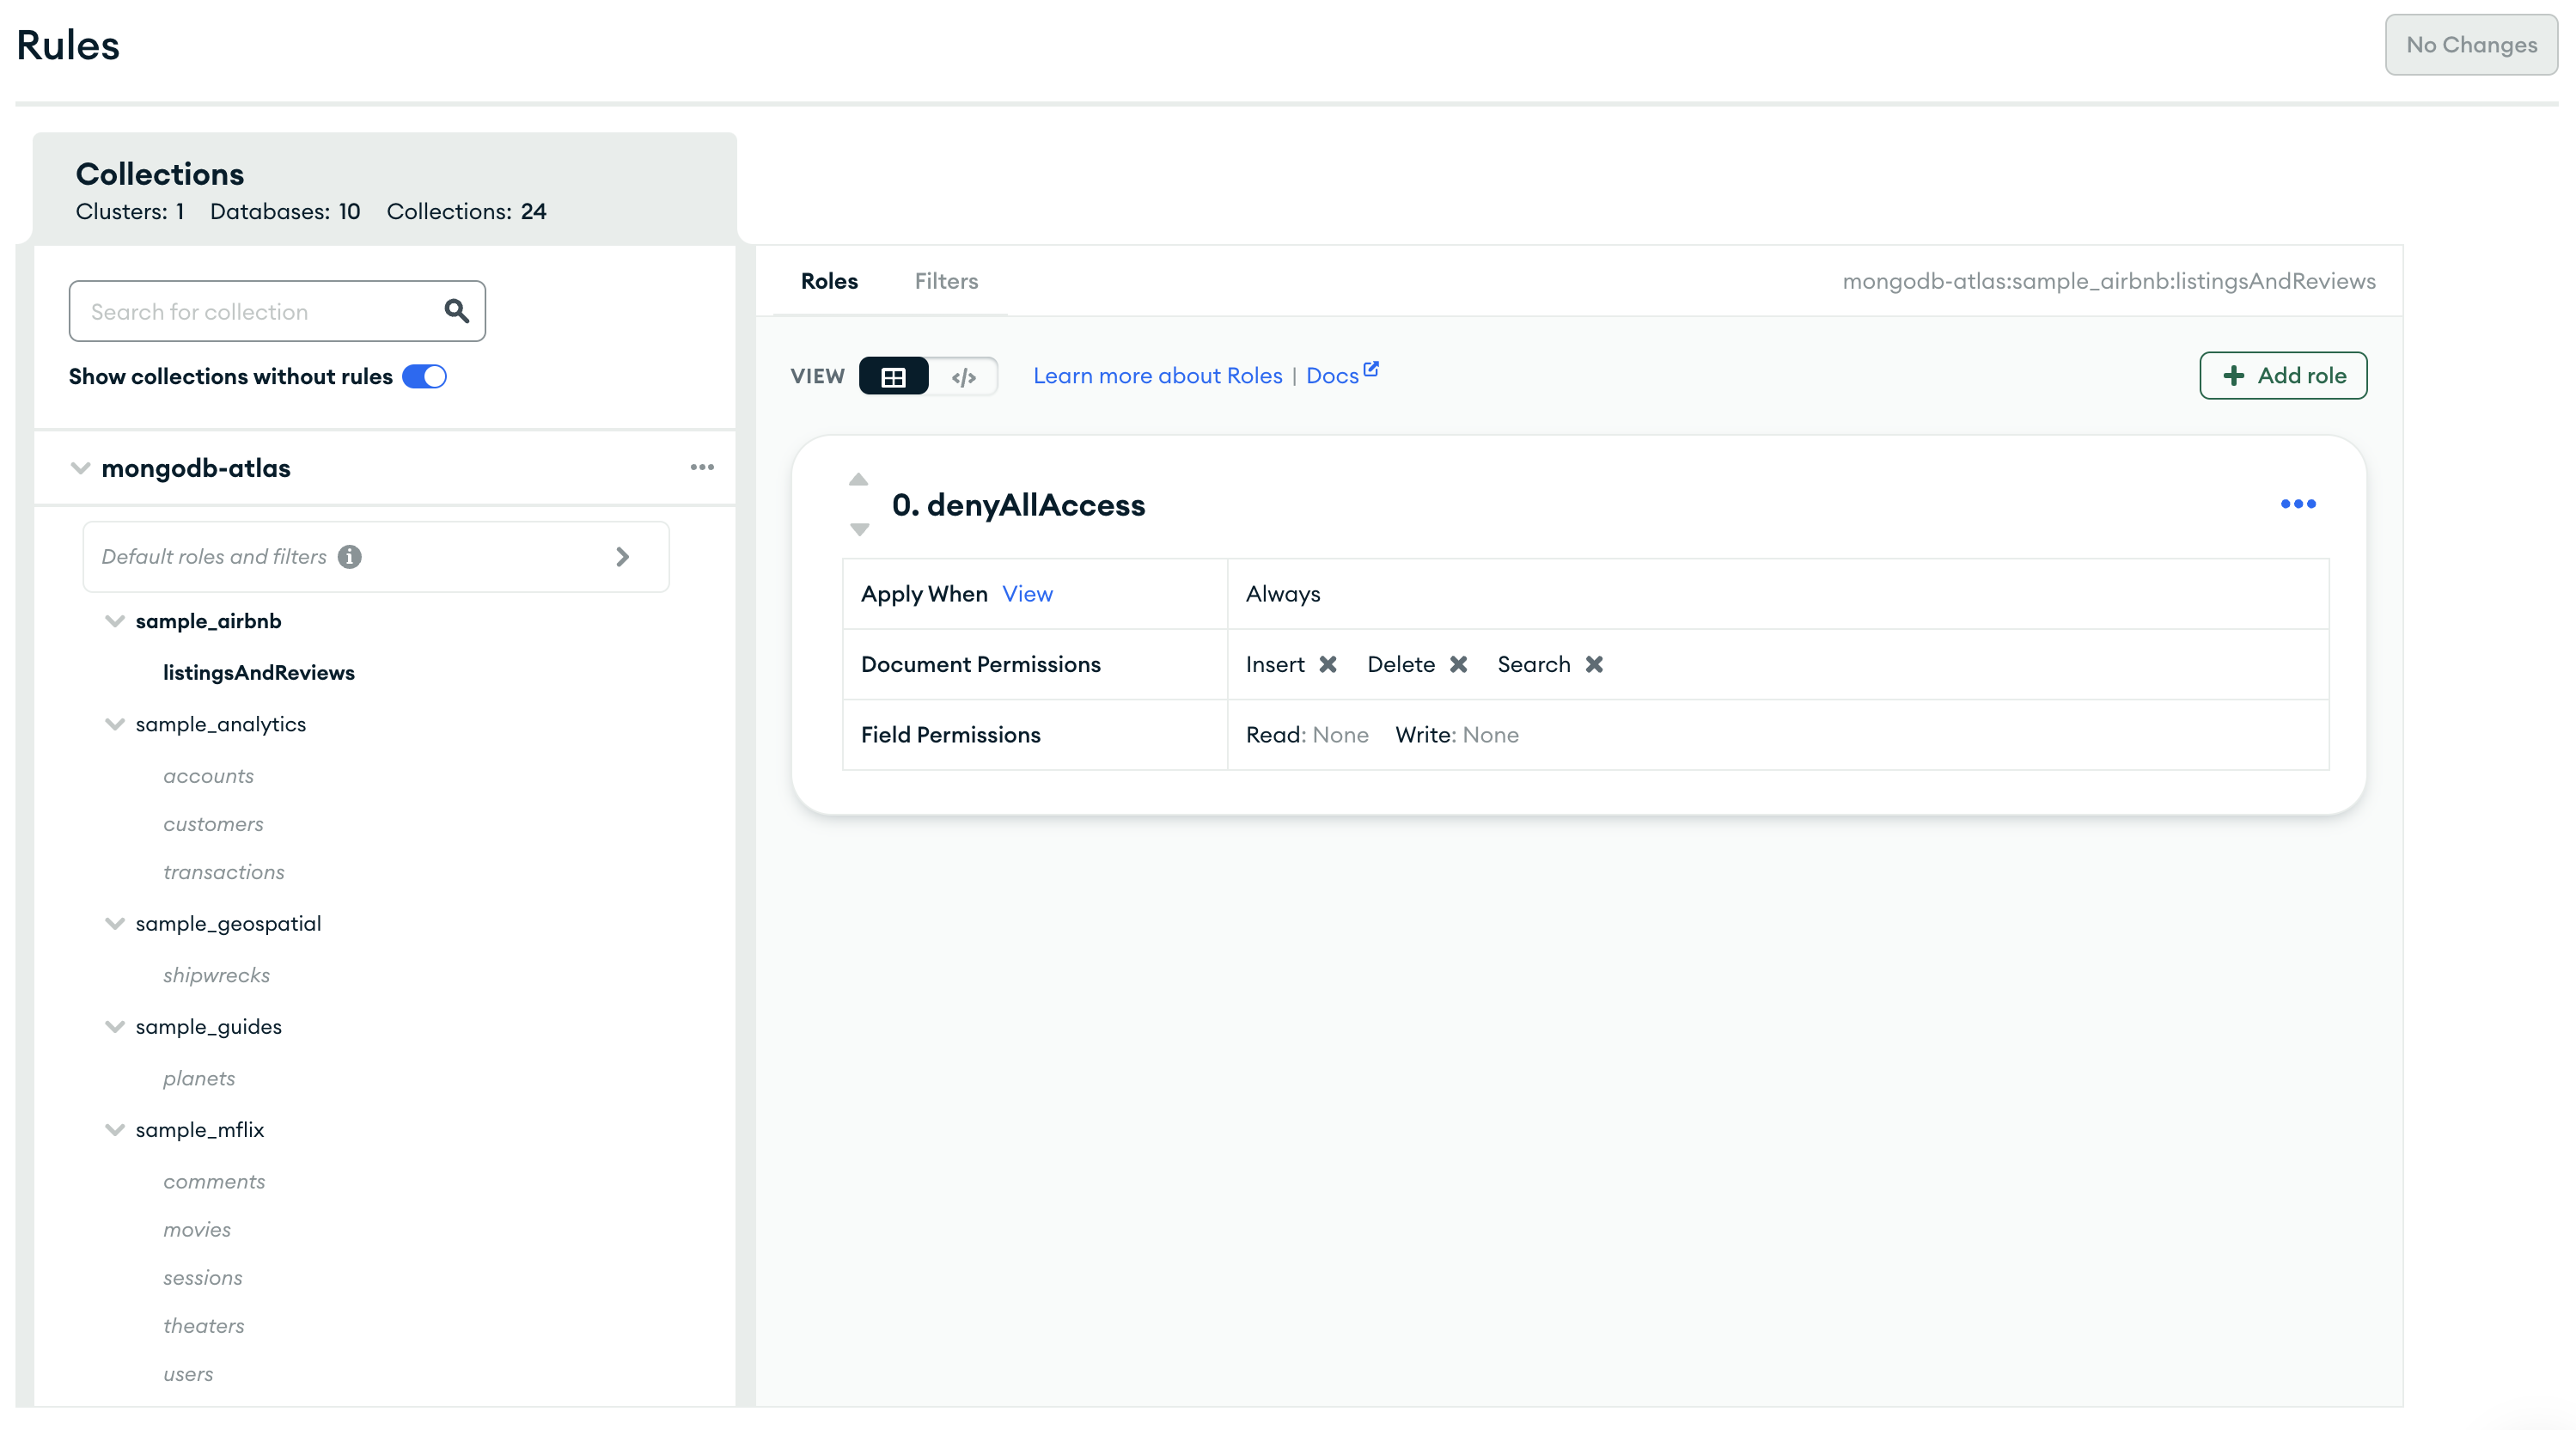 Rules
No Changes
Collections
Clusters: 1 Databases: 10 Collections: 24
Search for collection
Show collections without rules
mongodb-atlas
Default roles and filters
sample_airbnb
listingsAndReviews
sample_analytics
accounts
customers
transactions
sample_geospatial
shipwrecks
sample_guides
planets
sample_mflix
comments
movies
sessions
theaters
users
Roles Filters mongodb-atlas:sample_airbnb:listingsAndReviews
VIEW </> Learn more about Roles | Docs + Add role
0. denyAllAccess
Apply When View Always
Document Permissions Insert Delete Search
Field Permissions Read: None Write: None